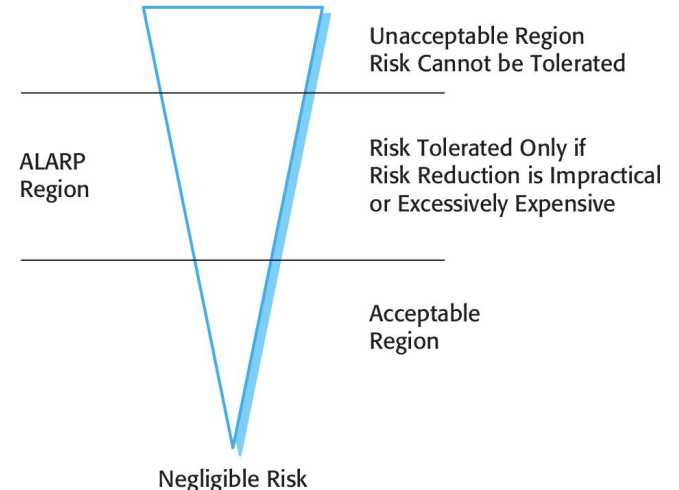 Unacceptable Region
Risk Cannot be Tolerated
ALARP
Region
Risk Tolerated Only if
Risk Reduction is Impractical
or Excessively Expensive
Acceptable
Region
Negligible Risk